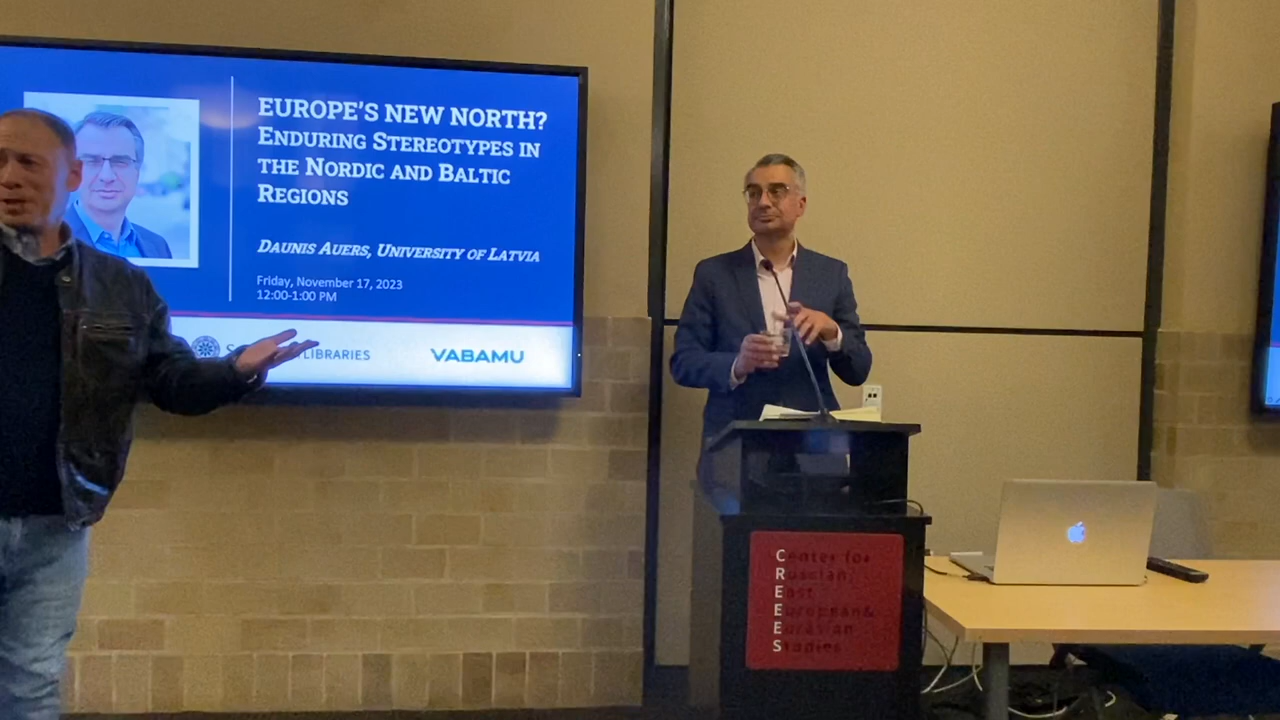 EUROPE'S NEW NORTH?
ENDURING STEREOTYPES IN
THE NORDIC AND BALTIC
REGIONS
DAUNIS AUERS, UNIVERSITY OF LATVIA
Friday, November 17, 2023
12:00-1:00 PM
LIBRARIES
VABAMU
Center for
Russian,
East
European&
Eurasian
Studies